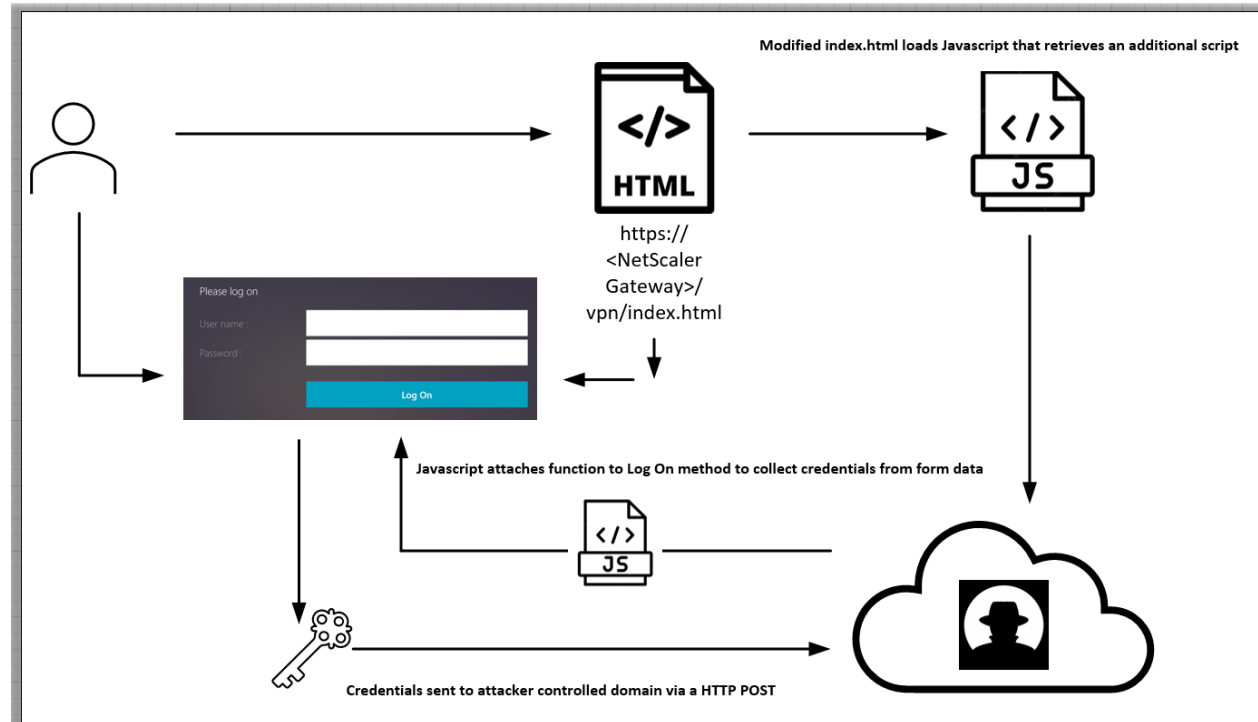 Modified index.html loads Javascript that retrieves an additional script
</>
HTML
</>
JS
https://
<NetScaler
Gateway>/
vpn/index.html
Please log on
User name :
Password :
Log On
Javascript attaches function to Log On method to collect credentials from form data
</>
JS
Credentials sent to attacker controlled domain via a HTTP POST